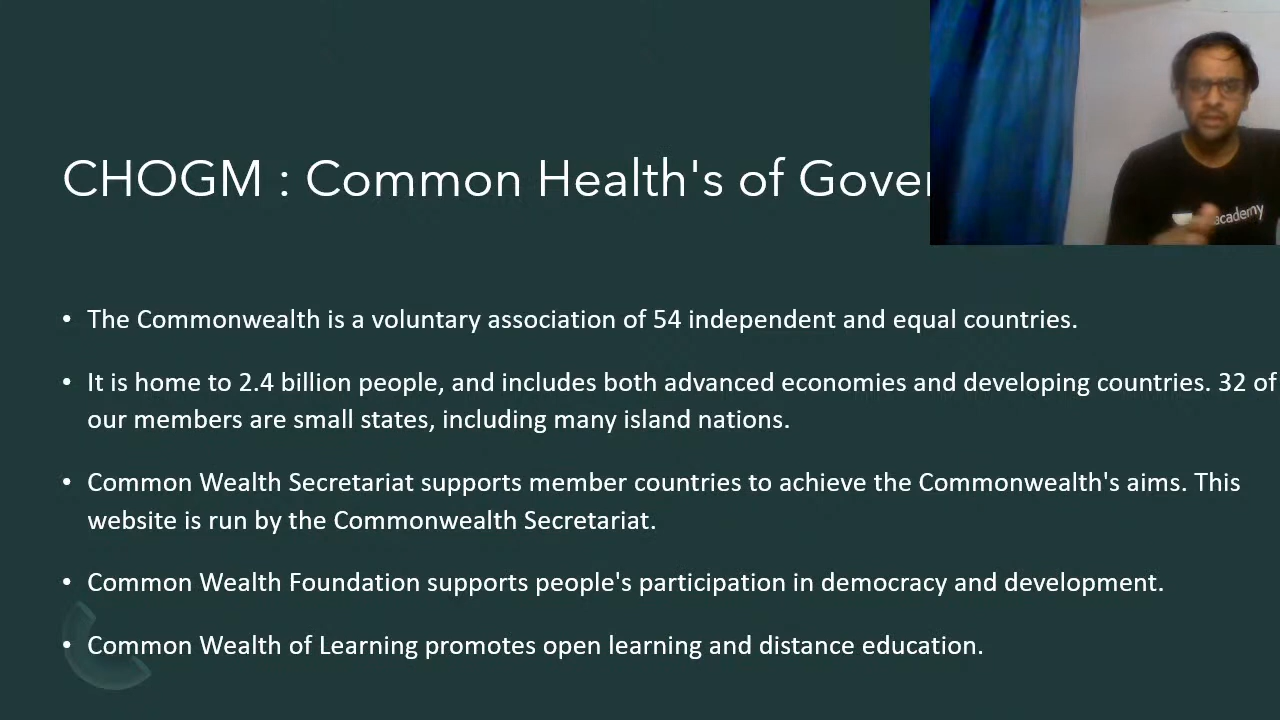 CHOGM : Common Health's of Gover
• The Commonwealth is a voluntary association of 54 independent and equal countries.
• It is home to 2.4 billion people, and includes both advanced economies and developing countries. 32 of
our members are small states, including many island nations.
• Common Wealth Secretariat supports member countries to achieve the Commonwealth's aims. This
website is run by the Commonwealth Secretariat.
• Common Wealth Foundation supports people's participation in democracy and development.
• Common Wealth of Learning promotes open learning and distance education.
academy